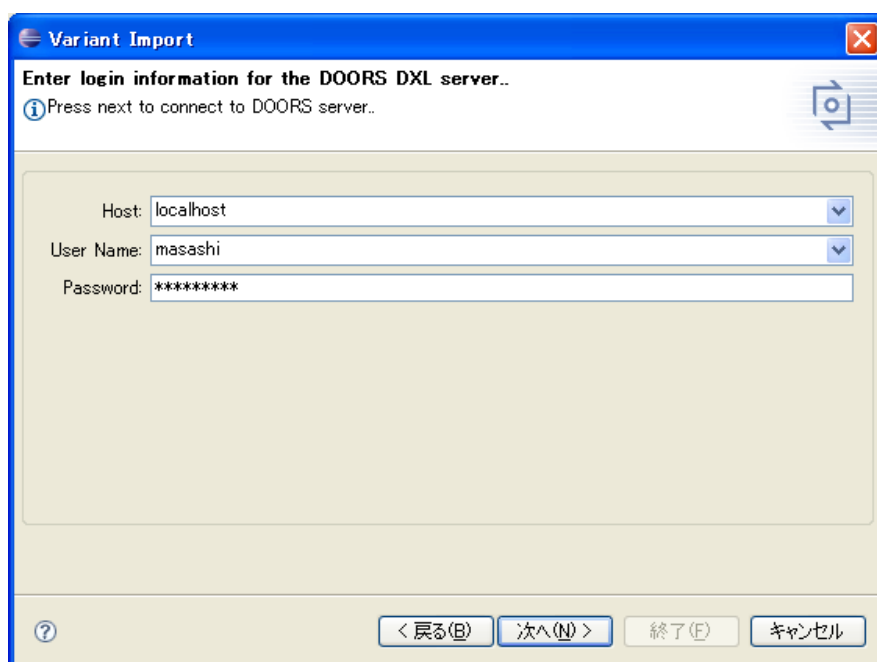 Variant Import
Enter login information for the DOORS DXL server..
Press next to connect to DOORS server..
Host: localhost
User Name: masashi
Password: *********
< 戻る(B) 次へ(N) > 終了(F) キャンセル